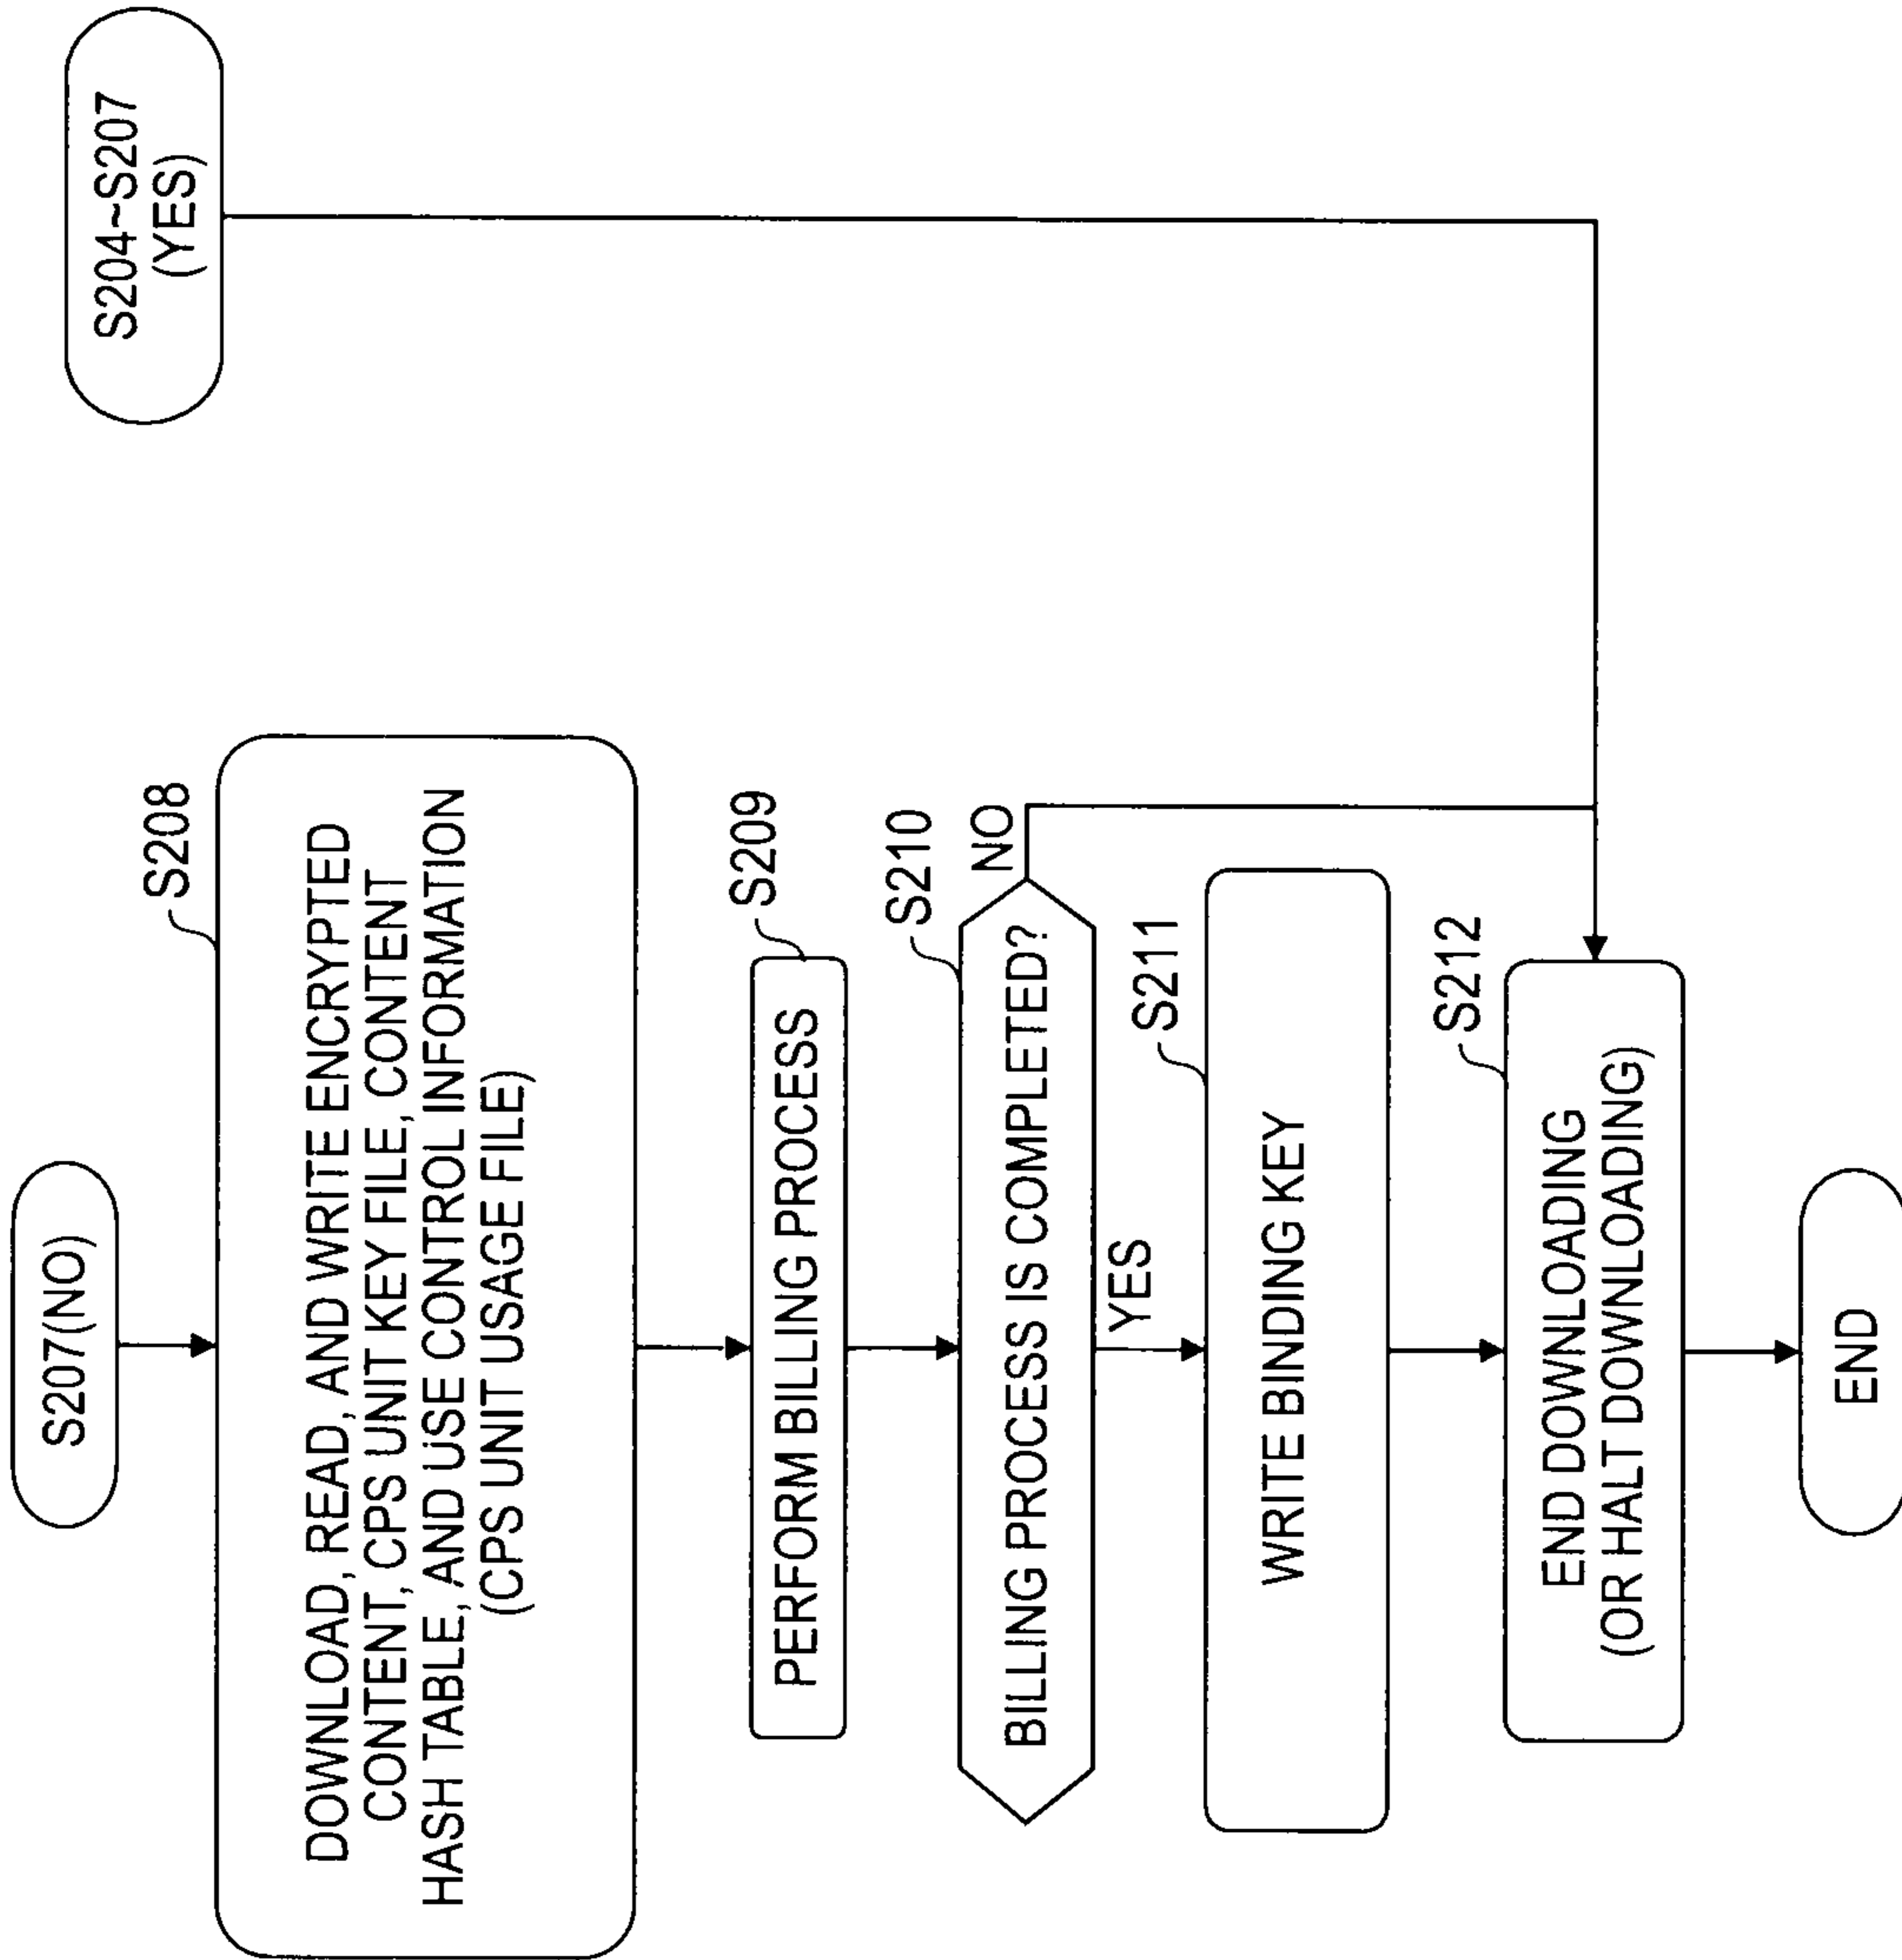 S207(NO)
S204~S207
(YES)
S208
DOWNLOAD, READ, AND WRITE ENCRYPTED
CONTENT, CPS UNIT KEY FILE, CONTENT
HASH TABLE, AND USE CONTROL INFORMATION
(CPS UNIT USAGE FILE)
S209
PERFORM BILLING PROCESS
S210
BILLING PROCESS IS COMPLETED?
NO
YES
S211
WRITE BINDING KEY
S212
END DOWNLOADING
(OR HALT DOWNLOADING)
END